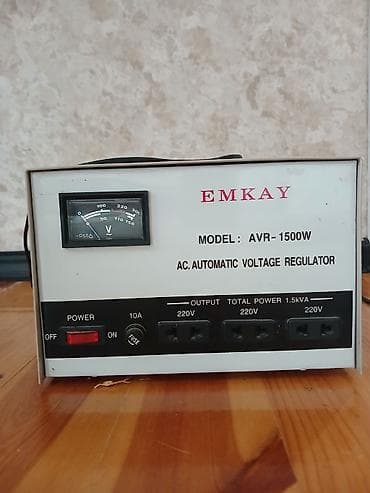 EMKAY
MODEL: AVR-1500W
AC. AUTOMATIC VOLTAGE REGULATOR
V
OUTPUT TOTAL POWER 1.5kVA
POWER 10A 220V 220V 220V
OFF ON FUSE